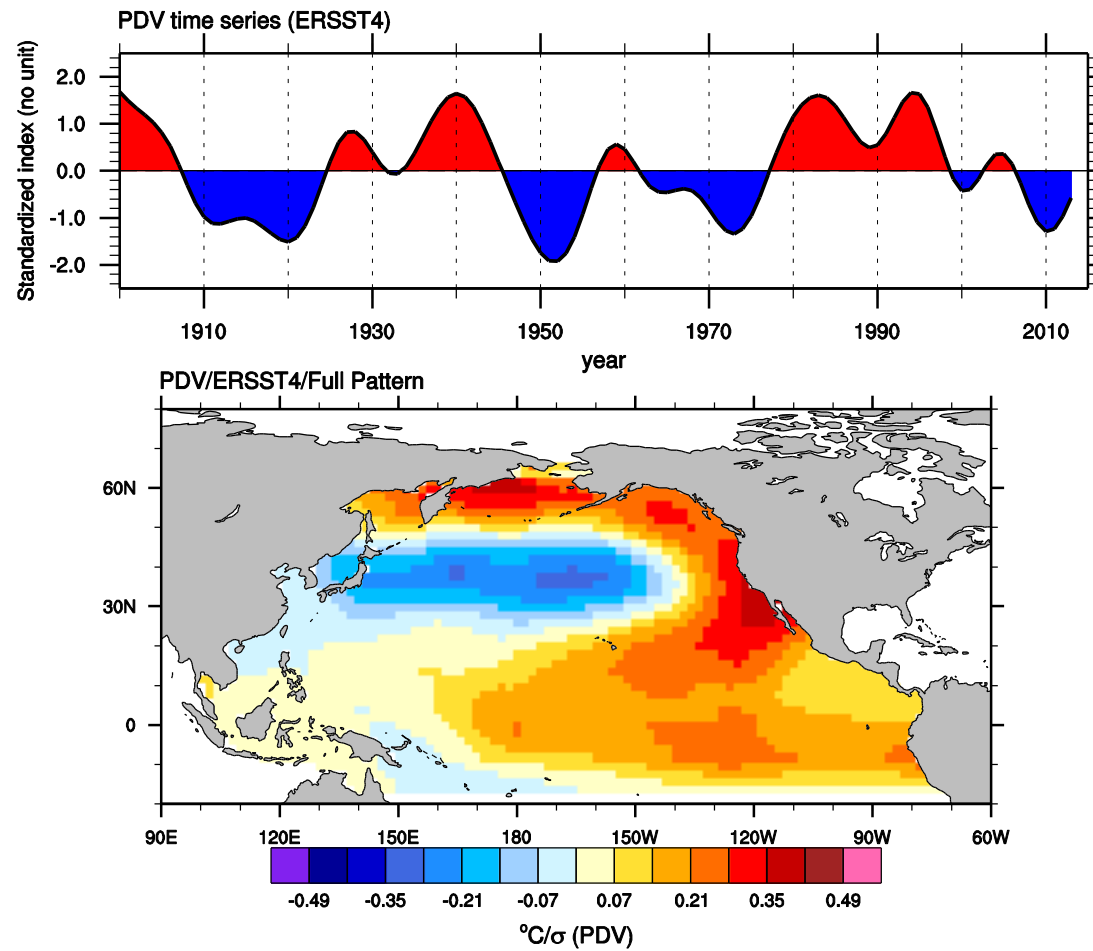 PDV time series (ERSST4)
Standardized index (no unit)
2.0
1.0
0.0
-1.0
-2.0
1910 1930 1950 1970 1990 2010
year
PDV/ERSST4/Full Pattern
60N
30N
0
90E 120E 150E 180 150W 120W 90W 60W
-0.49 -0.35 -0.21 -0.07 0.07 0.21 0.35 0.49
°C/σ (PDV)